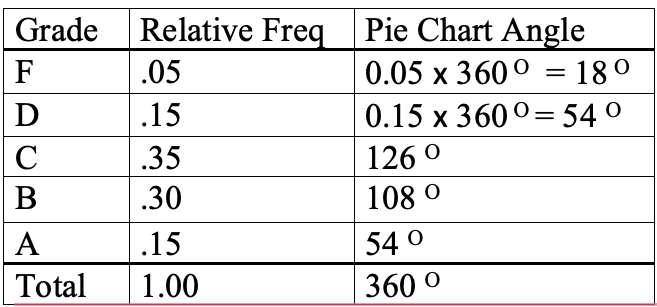 Grade Relative Freq Pie Chart Angle
F .05 0.05 x 360 ᴼ = 18 ᴼ
D .15 0.15 x 360 ᴼ = 54 ᴼ
C .35 126 ᴼ
B .30 108 ᴼ
A .15 54 ᴼ
Total 1.00 360 ᴼ